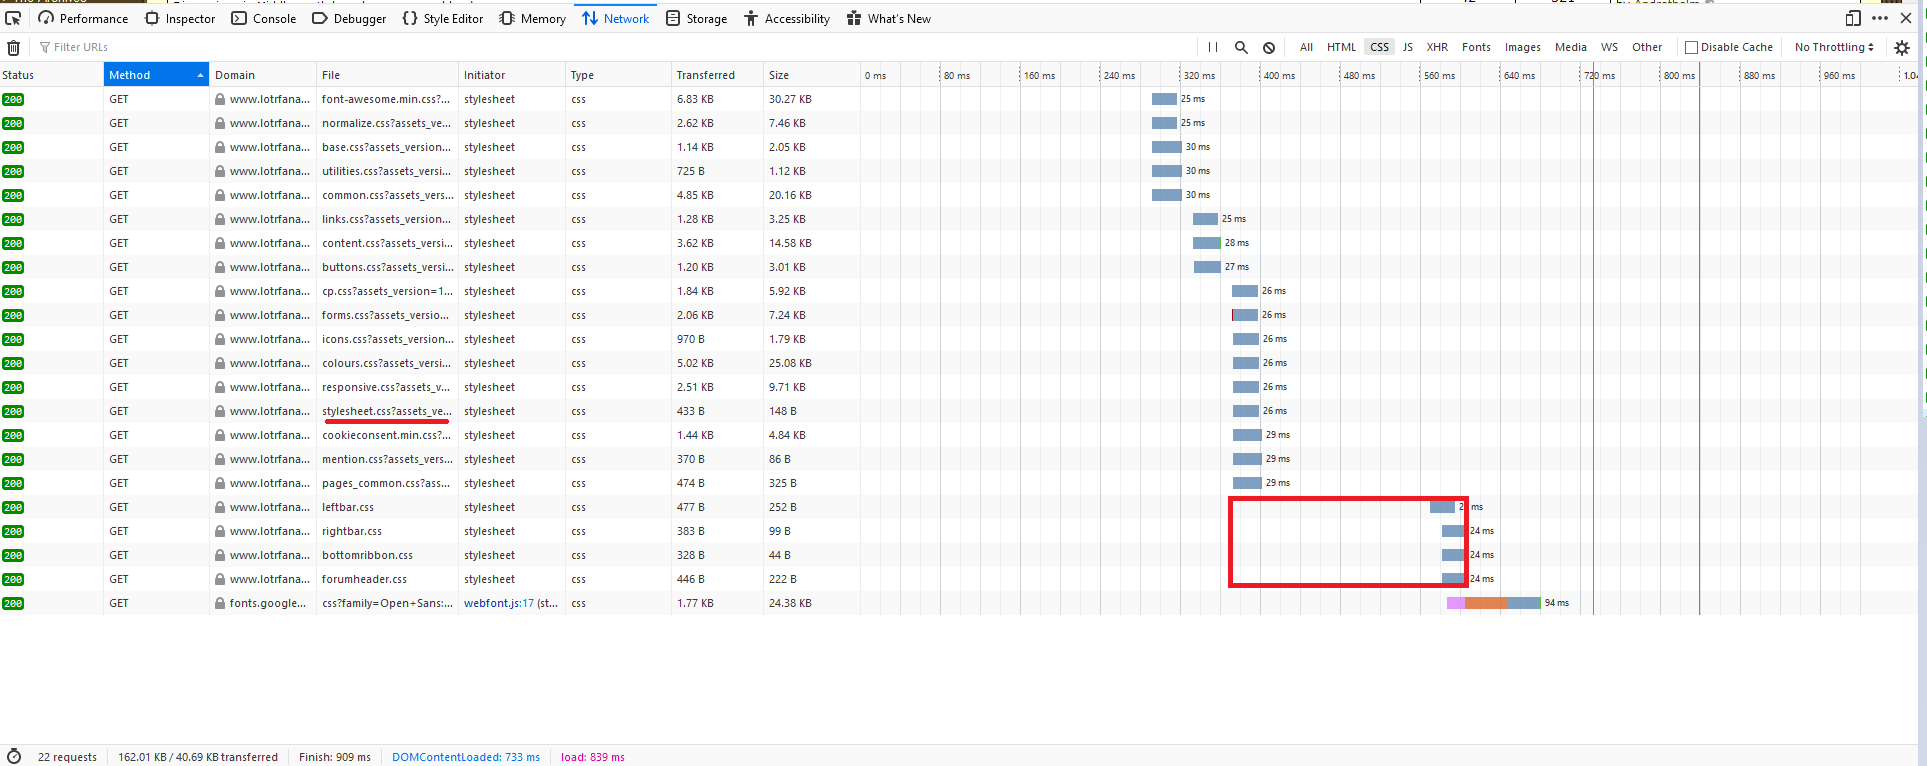 Performance Inspector Console Debugger Style Editor Memory Network Storage Accessibility What's New
Filter URLs All HTML CSS JS XHR Fonts Images Media WS Other Disable Cache No Throttling
Status Method Domain File Initiator Type Transferred Size 0 ms 80 ms 160 ms 240 ms 320 ms 400 ms 480 ms 560 ms 640 ms 720 ms 800 ms 880 ms 960 ms 1.04
200 GET www.lotrfana... font-awesome.min.css?... stylesheet css 6.83 KB 30.27 KB 25 ms
200 GET www.lotrfana... normalize.css?assets_ve... stylesheet css 2.62 KB 7.46 KB 25 ms
200 GET www.lotrfana... base.css?assets_version... stylesheet css 1.14 KB 2.05 KB 30 ms
200 GET www.lotrfana... utilities.css?assets_versi... stylesheet css 725 B 1.12 KB 30 ms
200 GET www.lotrfana... common.css?assets_vers... stylesheet css 4.85 KB 20.16 KB 30 ms
200 GET www.lotrfana... links.css?assets_version... stylesheet css 1.28 KB 3.25 KB 25 ms
200 GET www.lotrfana... content.css?assets_versi... stylesheet css 3.62 KB 14.58 KB 28 ms
200 GET www.lotrfana... buttons.css?assets_versi... stylesheet css 1.20 KB 3.01 KB 27 ms
200 GET www.lotrfana... cp.css?assets_version=1... stylesheet css 1.84 KB 5.92 KB 26 ms
200 GET www.lotrfana... forms.css?assets_versio... stylesheet css 2.06 KB 7.24 KB 26 ms
200 GET www.lotrfana... icons.css?assets_version... stylesheet css 970 B 1.79 KB 26 ms
200 GET www.lotrfana... colours.css?assets_versi... stylesheet css 5.02 KB 25.08 KB 26 ms
200 GET www.lotrfana... responsive.css?assets_v... stylesheet css 2.51 KB 9.71 KB 26 ms
200 GET www.lotrfana... stylesheet.css?assets_ve... stylesheet css 433 B 148 B 26 ms
200 GET www.lotrfana... cookieconsent.min.css?... stylesheet css 1.44 KB 4.84 KB 29 ms
200 GET www.lotrfana... mention.css?assets_vers... stylesheet css 370 B 86 B 29 ms
200 GET www.lotrfana... pages_common.css?ass... stylesheet css 474 B 325 B 29 ms
200 GET www.lotrfana... leftbar.css stylesheet css 477 B 252 B ms
200 GET www.lotrfana... rightbar.css stylesheet css 383 B 99 B 24 ms
200 GET www.lotrfana... bottomribbon.css stylesheet css 328 B 44 B 24 ms
200 GET www.lotrfana... forumheader.css stylesheet css 446 B 222 B 24 ms
200 GET fonts.google... css?family=Open+Sans:... webfont.js:17 (st... css 1.77 KB 24.38 KB 94 ms
22 requests 162.01 KB / 40.69 KB transferred Finish: 909 ms DOMContentLoaded: 733 ms load: 839 ms